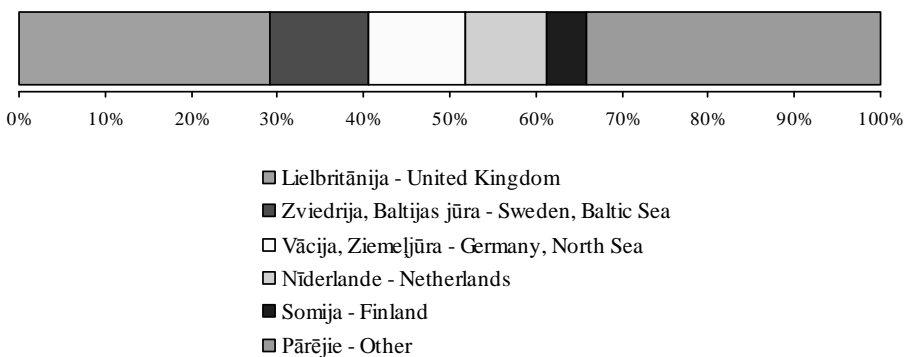 0% 10% 20% 30% 40% 50% 60% 70% 80% 90% 100%
Lielbritānija - United Kingdom
Zviedrija, Baltijas jūra - Sweden, Baltic Sea
Vācija, Ziemeļjūra - Germany, North Sea
Nīderlande - Netherlands
Somija - Finland
Pārējie - Other